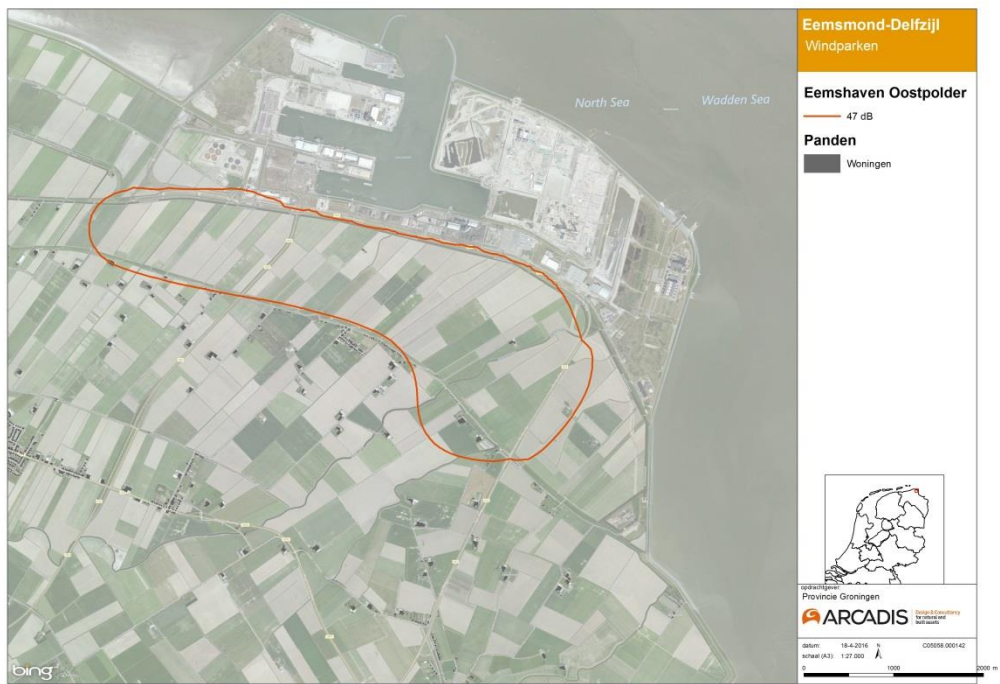 Eemsmond-Delfzijl
Windparken
Eemshaven Oostpolder
47 dB
Panden
Woningen
North Sea
Wadden Sea
opdrachtgever:
Provincie Groningen
ARCADIS
Design & Consultancy
for natural and
built assets
datum: 18-4-2016 N C05058.000142
schaal (A3): 1:27.000
0 1000 2000 m
bing